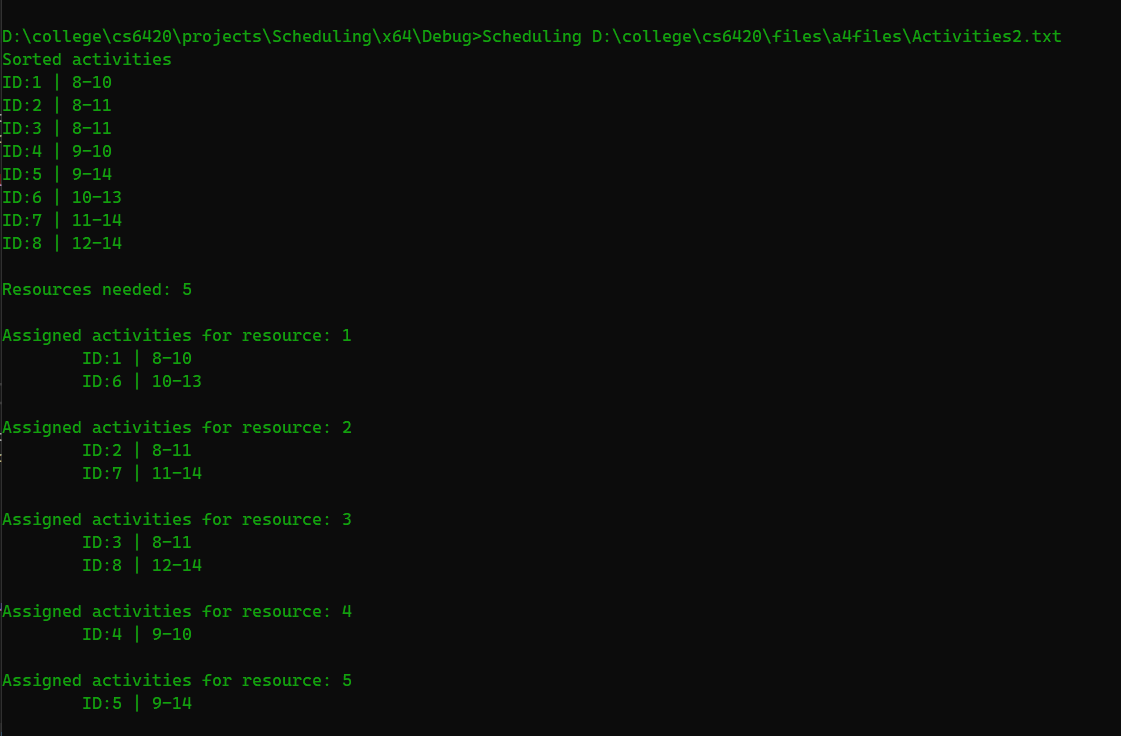 D:\college\cs6420\projects\Scheduling\x64\Debug>Scheduling D:\college\cs6420\files\a4files\Activities2.txt
Sorted activities
ID:1 | 8-10
ID:2 | 8-11
ID:3 | 8-11
ID:4 | 9-10
ID:5 | 9-14
ID:6 | 10-13
ID:7 | 11-14
ID:8 | 12-14
Resources needed: 5
Assigned activities for resource: 1
ID:1 | 8-10
ID:6 | 10-13
Assigned activities for resource: 2
ID:2 | 8-11
ID:7 | 11-14
Assigned activities for resource: 3
ID:3 | 8-11
ID:8 | 12-14
Assigned activities for resource: 4
ID:4 | 9-10
Assigned activities for resource: 5
ID:5 | 9-14